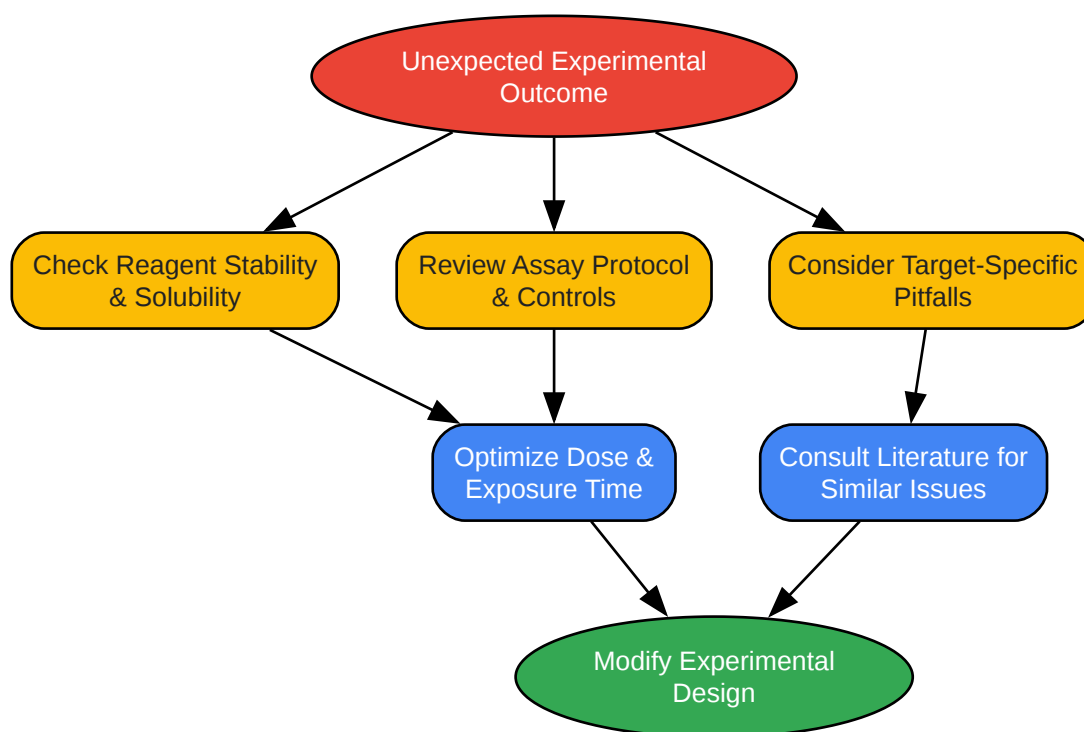 Unexpected Experimental
Outcome
Check Reagent Stability
& Solubility
Review Assay Protocol
& Controls
Consider Target-Specific
Pitfalls
Optimize Dose &
Exposure Time
Consult Literature for
Similar Issues
Modify Experimental
Design